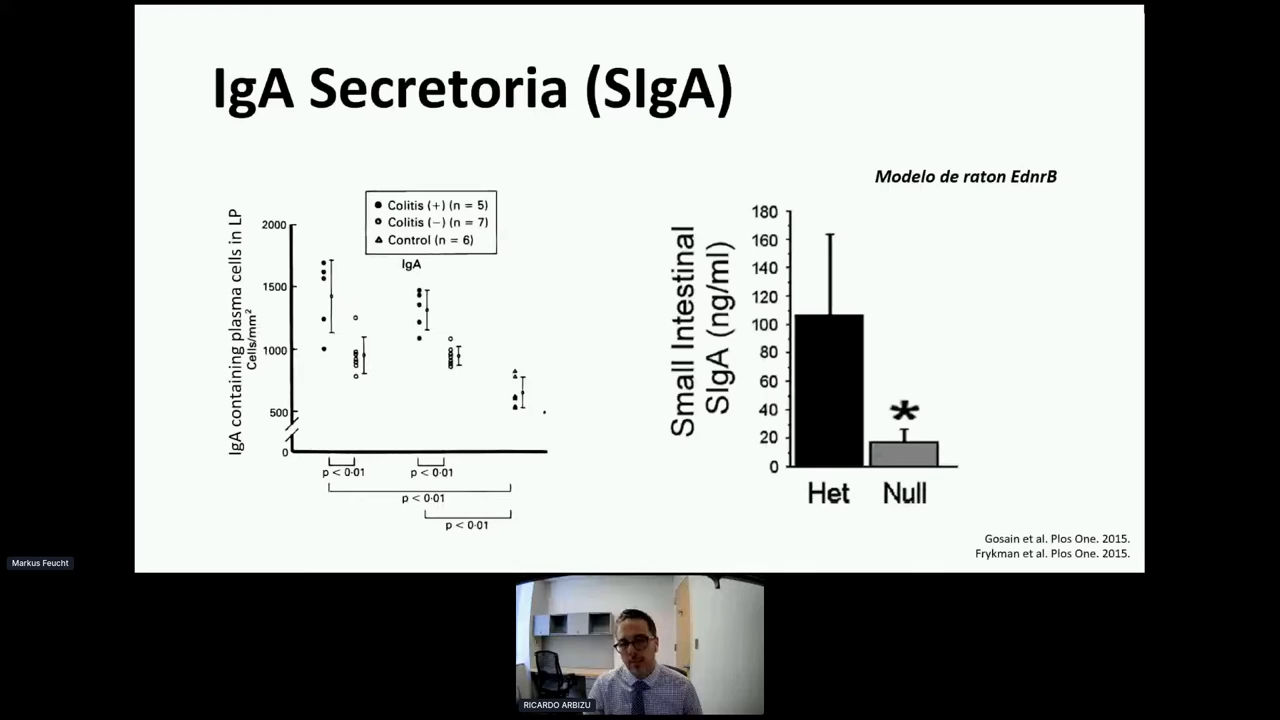 IgA Secretoria (SIgA)
Modelo de raton EdnrB
IgA containing plasma cells in LP
Cells/mm²
2000
1500
1000
500
0
● Colitis (+) (n = 5)
○ Colitis (−) (n = 7)
▵ Control (n = 6)
IgA
p < 0·01
p < 0·01
p < 0·01
p < 0·01
Small Intestinal
SIgA (ng/ml)
180
160
140
120
100
80
60
40
20
0
*
Het
Null
Gosain et al. Plos One. 2015.
Frykman et al. Plos One. 2015.
Markus Feucht
RICARDO ARBIZU